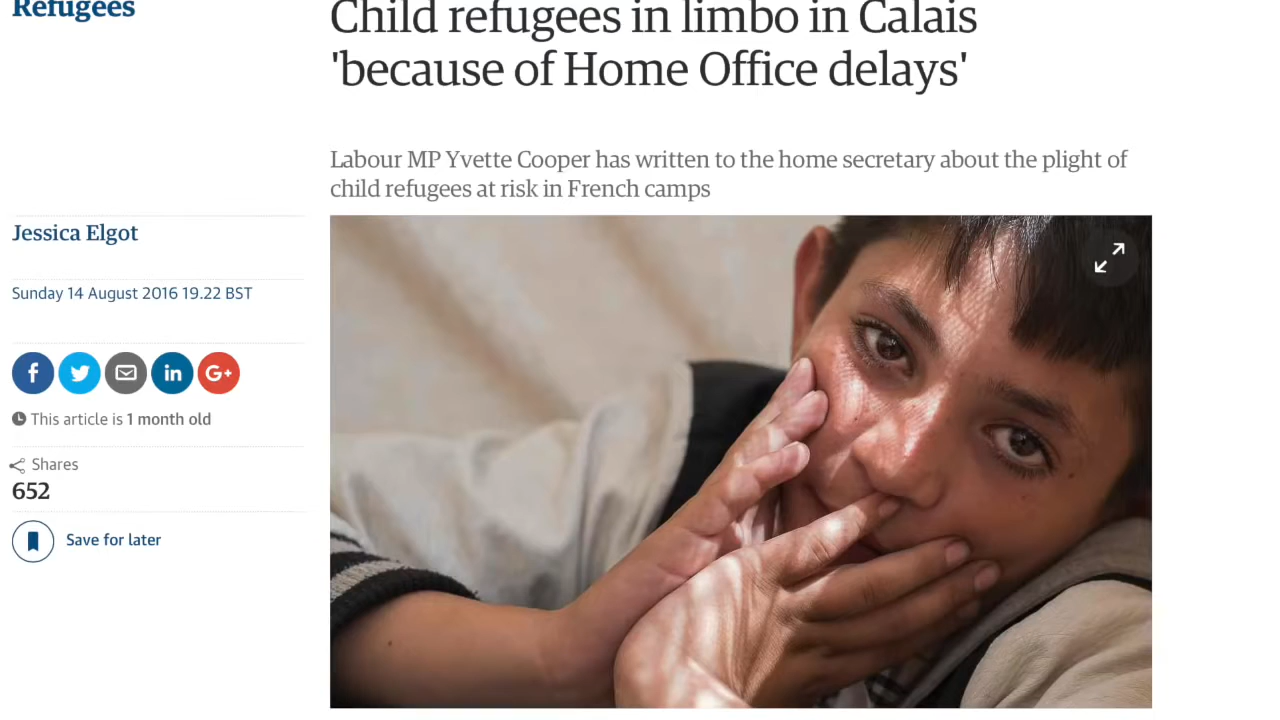 Refugees
Child refugees in limbo in Calais
'because of Home Office delays'
Labour MP Yvette Cooper has written to the home secretary about the plight of
child refugees at risk in French camps
Jessica Elgot
Sunday 14 August 2016 19.22 BST
f
in
G+
This article is 1 month old
Shares
652
Save for later